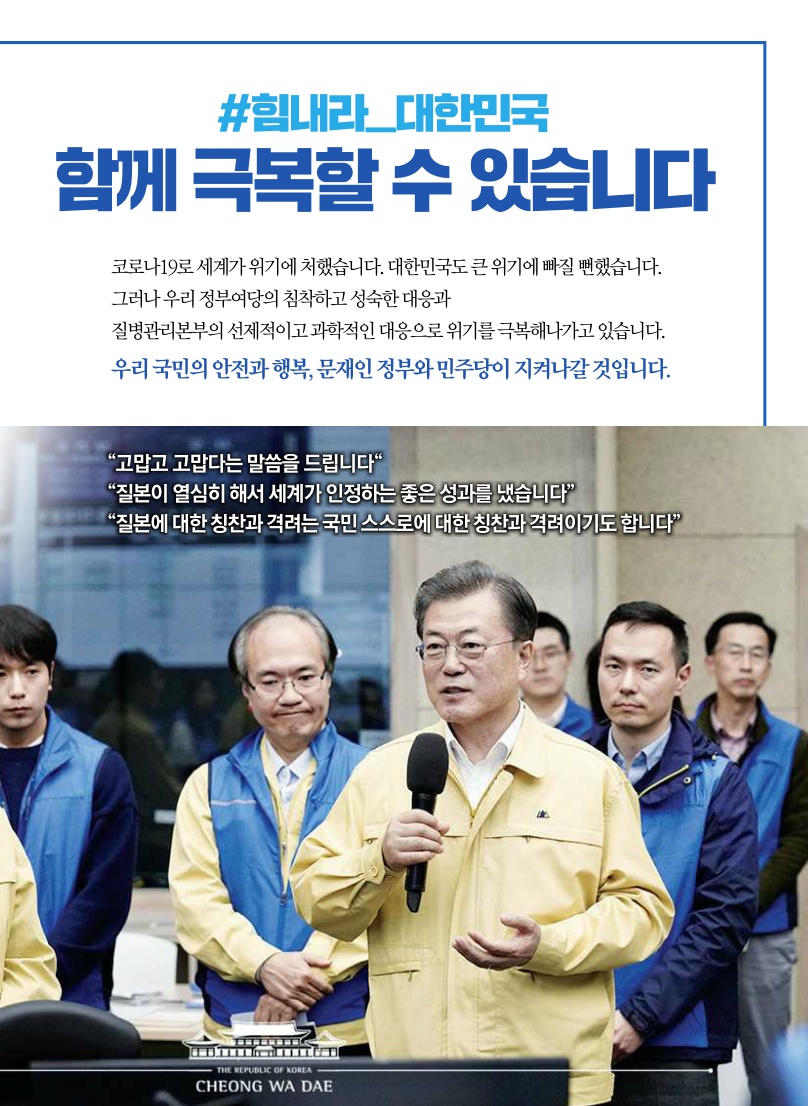 #힘내라_대한민국
함께 극복할 수 있습니다
코로나19로 세계가 위기에 처했습니다. 대한민국도 큰 위기에 빠질 뻔했습니다.
그러나 우리 정부여당의 침착하고 성숙한 대응과
질병관리본부의 선제적이고 과학적인 대응으로 위기를 극복해나가고 있습니다.
우리 국민의 안전과 행복, 문재인 정부와 민주당이 지켜나갈 것입니다.
“고맙고 고맙다는 말씀을 드립니다“
“질본이 열심히 해서 세계가 인정하는 좋은 성과를 냈습니다”
“질본에 대한 칭찬과 격려는 국민 스스로에 대한 칭찬과 격려이기도 합니다”
THE REPUBLIC OF KOREA
CHEONG WA DAE